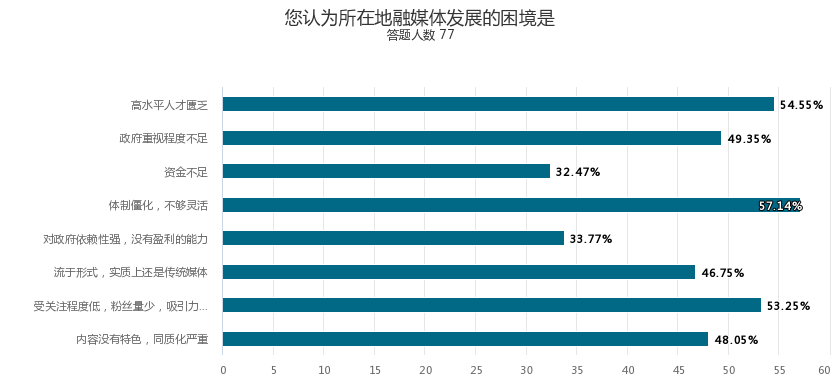 您认为所在地融媒体发展的困境是
答题人数 77
高水平人才匮乏 54.55%
政府重视程度不足 49.35%
资金不足 32.47%
体制僵化，不够灵活 57.14%
对政府依赖性强，没有盈利的能力 33.77%
流于形式，实质上还是传统媒体 46.75%
受关注程度低，粉丝量少，吸引力... 53.25%
内容没有特色，同质化严重 48.05%
0 5 10 15 20 25 30 35 40 45 50 55 60